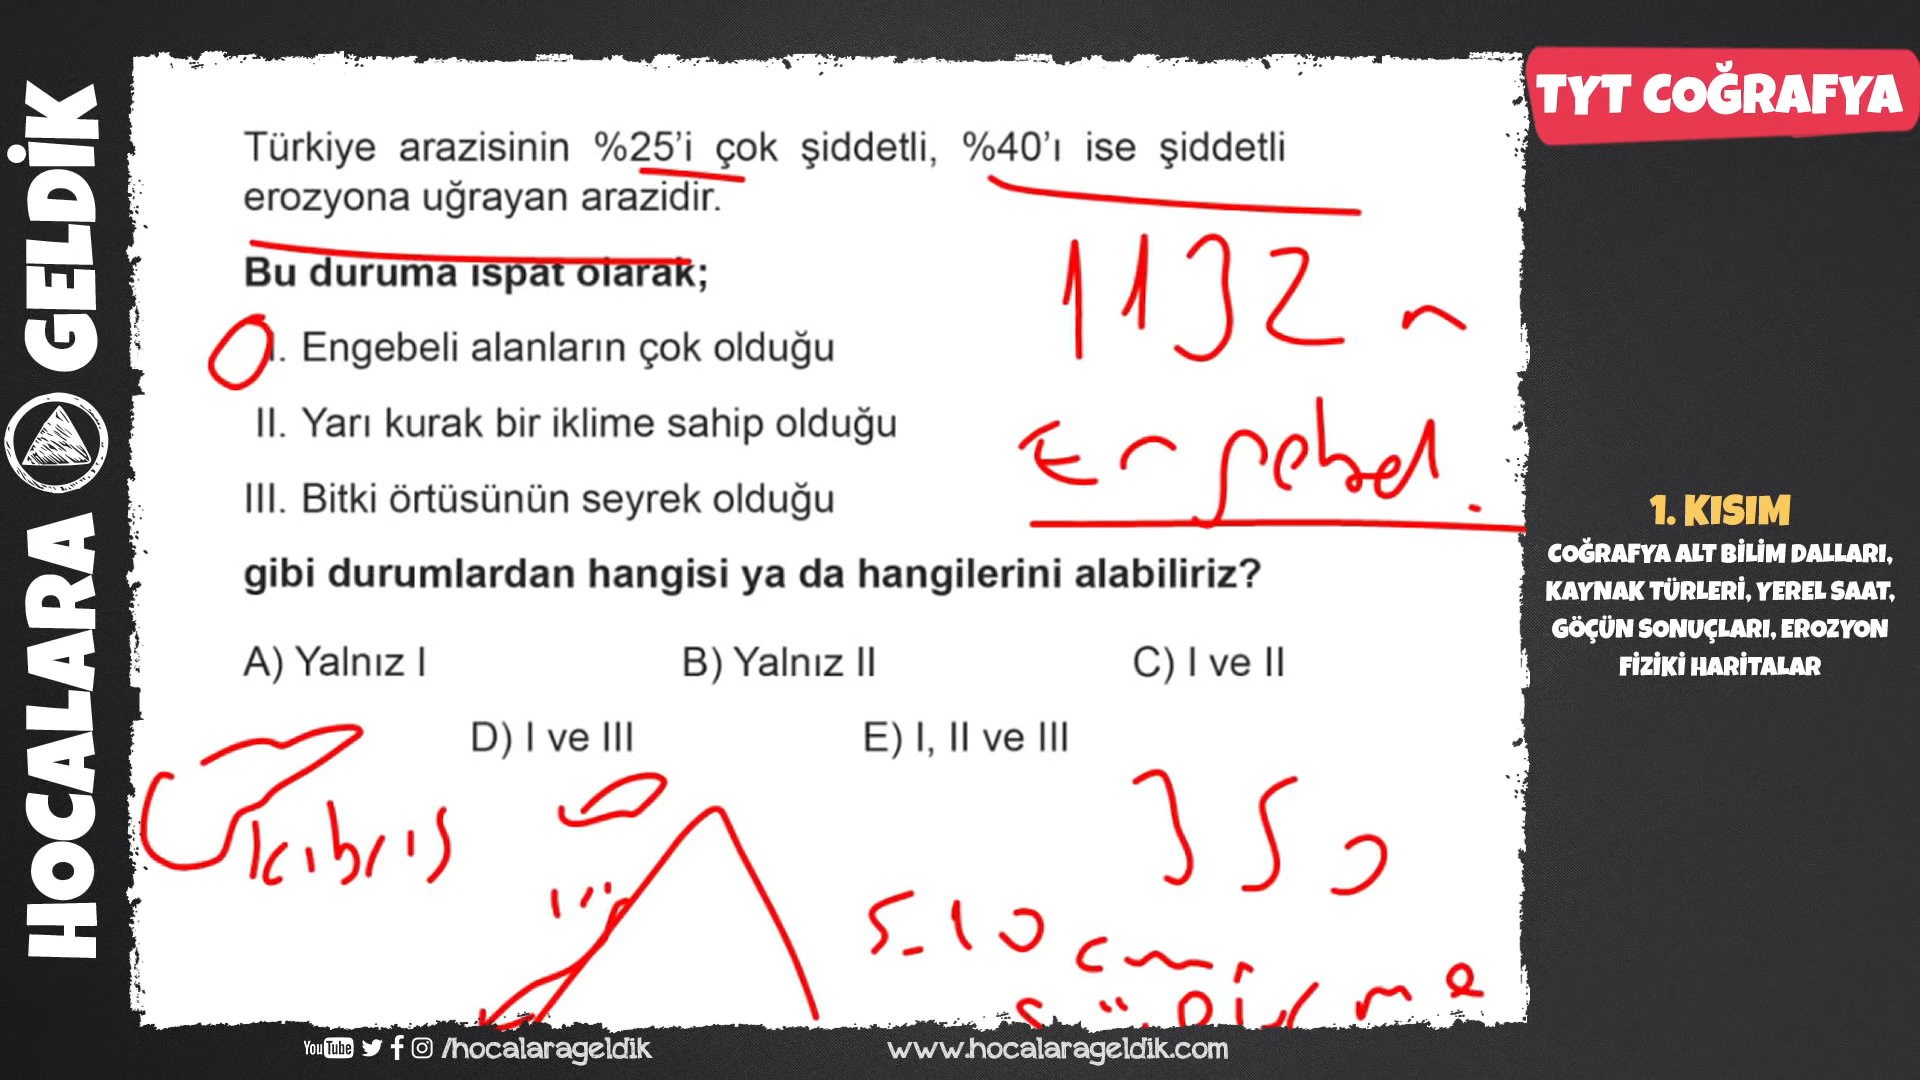 HOCALARA GELDİK
TYT COĞRAFYA
Türkiye arazisinin %25'i çok şiddetli, %40'ı ise şiddetli
erozyona uğrayan arazidir.
Bu duruma ispat olarak;
I. Engebeli alanların çok olduğu
II. Yarı kurak bir iklime sahip olduğu
III. Bitki örtüsünün seyrek olduğu
gibi durumlardan hangisi ya da hangilerini alabiliriz?
A) Yalnız I B) Yalnız II C) I ve II
D) I ve III E) I, II ve III
1132 m
Engebel
kıbrıs
350
5-10 cm
1. KISIM
COĞRAFYA ALT BİLİM DALLARI,
KAYNAK TÜRLERİ, YEREL SAAT,
GÖÇÜN SONUÇLARI, EROZYON
FİZİKİ HARİTALAR
YouTube /hocalarageldik
www.hocalarageldik.com